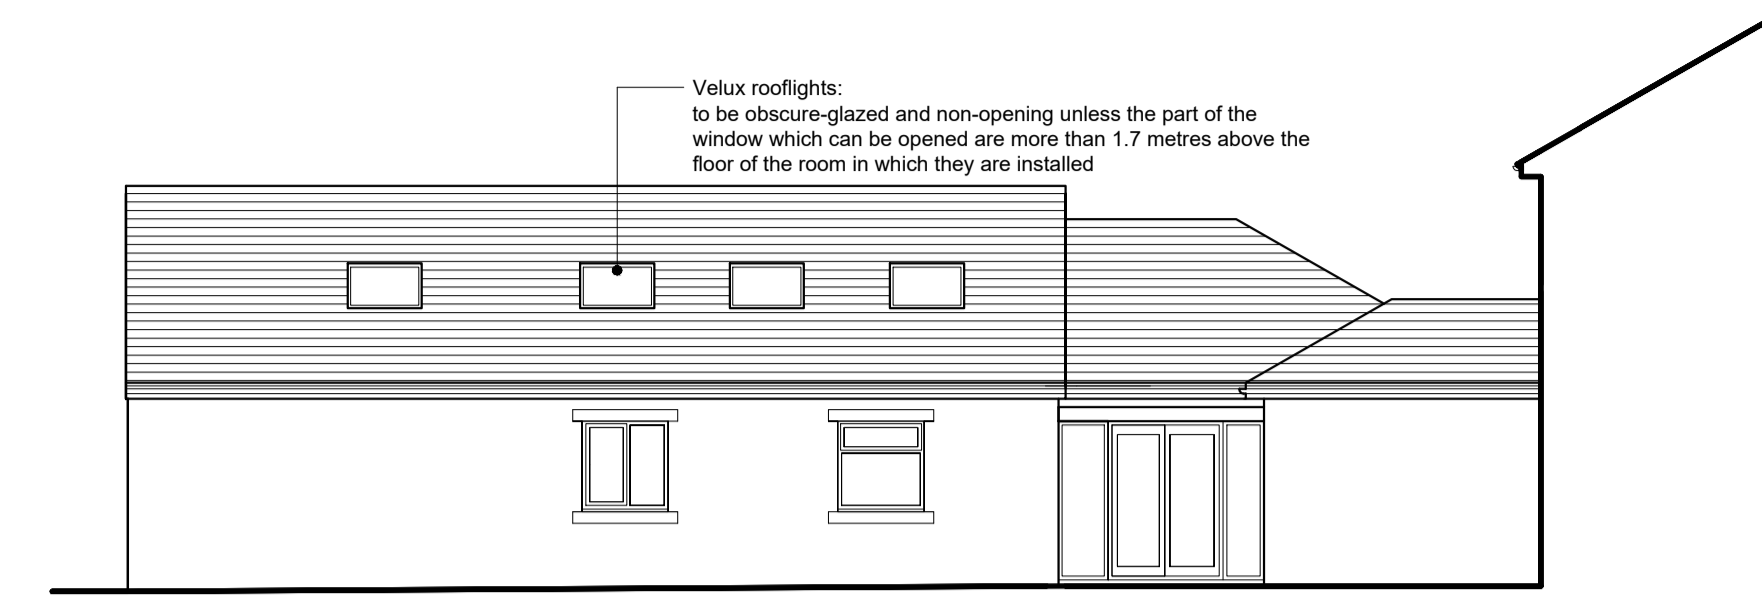 Velux rooflights:
to be obscure-glazed and non-opening unless the part of the
window which can be opened are more than 1.7 metres above the
floor of the room in which they are installed